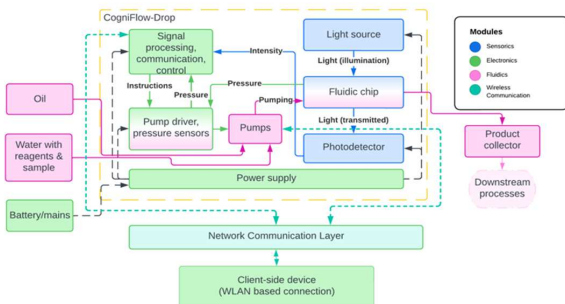 CogniFlow-Drop
Signal
processing,
communication,
control
Light source
Intensity
Light (illumination)
Instructions
Pressure
Pressure
Pumping
Fluidic chip
Light (transmitted)
Oil
Pump driver,
pressure sensors
Pumps
Water with
reagents &
sample
Photodetector
Product
collector
Power supply
Downstream
processes
Battery/mains
Network Communication Layer
Client-side device
(WLAN based connection)
Modules
Sensorics
Electronics
Fluidics
Wireless
Communication